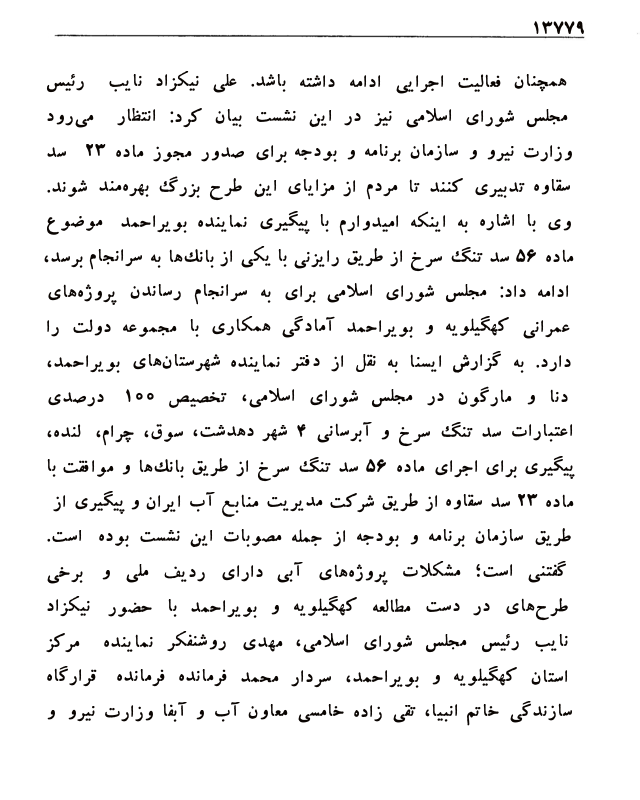 ۱۳۷۷۹
همچنان فعالیت اجرایی ادامه داشته باشد. علی نیکزاد نایب رئیس
مجلس شورای اسلامی نیز در این نشست بیان کرد: انتظار می‌رود
وزارت نیرو و سازمان برنامه و بودجه برای صدور مجوز ماده ۲۳ سد
سقاوه تدبیری کنند تا مردم از مزایای این طرح بزرگ بهره‌مند شوند.
وی با اشاره به اینکه امیدوارم با پیگیری نماینده بویراحمد موضوع
ماده ۵۶ سد تنگ سرخ از طریق رایزنی با یکی از بانک‌ها به سرانجام برسد،
ادامه داد: مجلس شورای اسلامی برای به سرانجام رساندن پروژه‌های
عمرانی کهگیلویه و بویراحمد آمادگی همکاری با مجموعه دولت را
دارد. به گزارش ایسنا به نقل از دفتر نماینده شهرستان‌های بویراحمد،
دنا و مارگون در مجلس شورای اسلامی، تخصیص ۱۰۰ درصدی
اعتبارات سد تنگ سرخ و آبرسانی ۴ شهر دهدشت، سوق، چرام، لنده،
پیگیری برای اجرای ماده ۵۶ سد تنگ سرخ از طریق بانک‌ها و موافقت با
ماده ۲۳ سد سقاوه از طریق شرکت مدیریت منابع آب ایران و پیگیری از
طریق سازمان برنامه و بودجه از جمله مصوبات این نشست بوده است.
گفتنی است؛ مشکلات پروژه‌های آبی دارای ردیف ملی و برخی
طرح‌های در دست مطالعه کهگیلویه و بویراحمد با حضور نیکزاد
نایب رئیس مجلس شورای اسلامی، مهدی روشنفکر نماینده مرکز
استان کهگیلویه و بویراحمد، سردار محمد فرمانده فرمانده قرارگاه
سازندگی خاتم انبیا، تقی زاده خامسی معاون آب و آبفا وزارت نیرو و